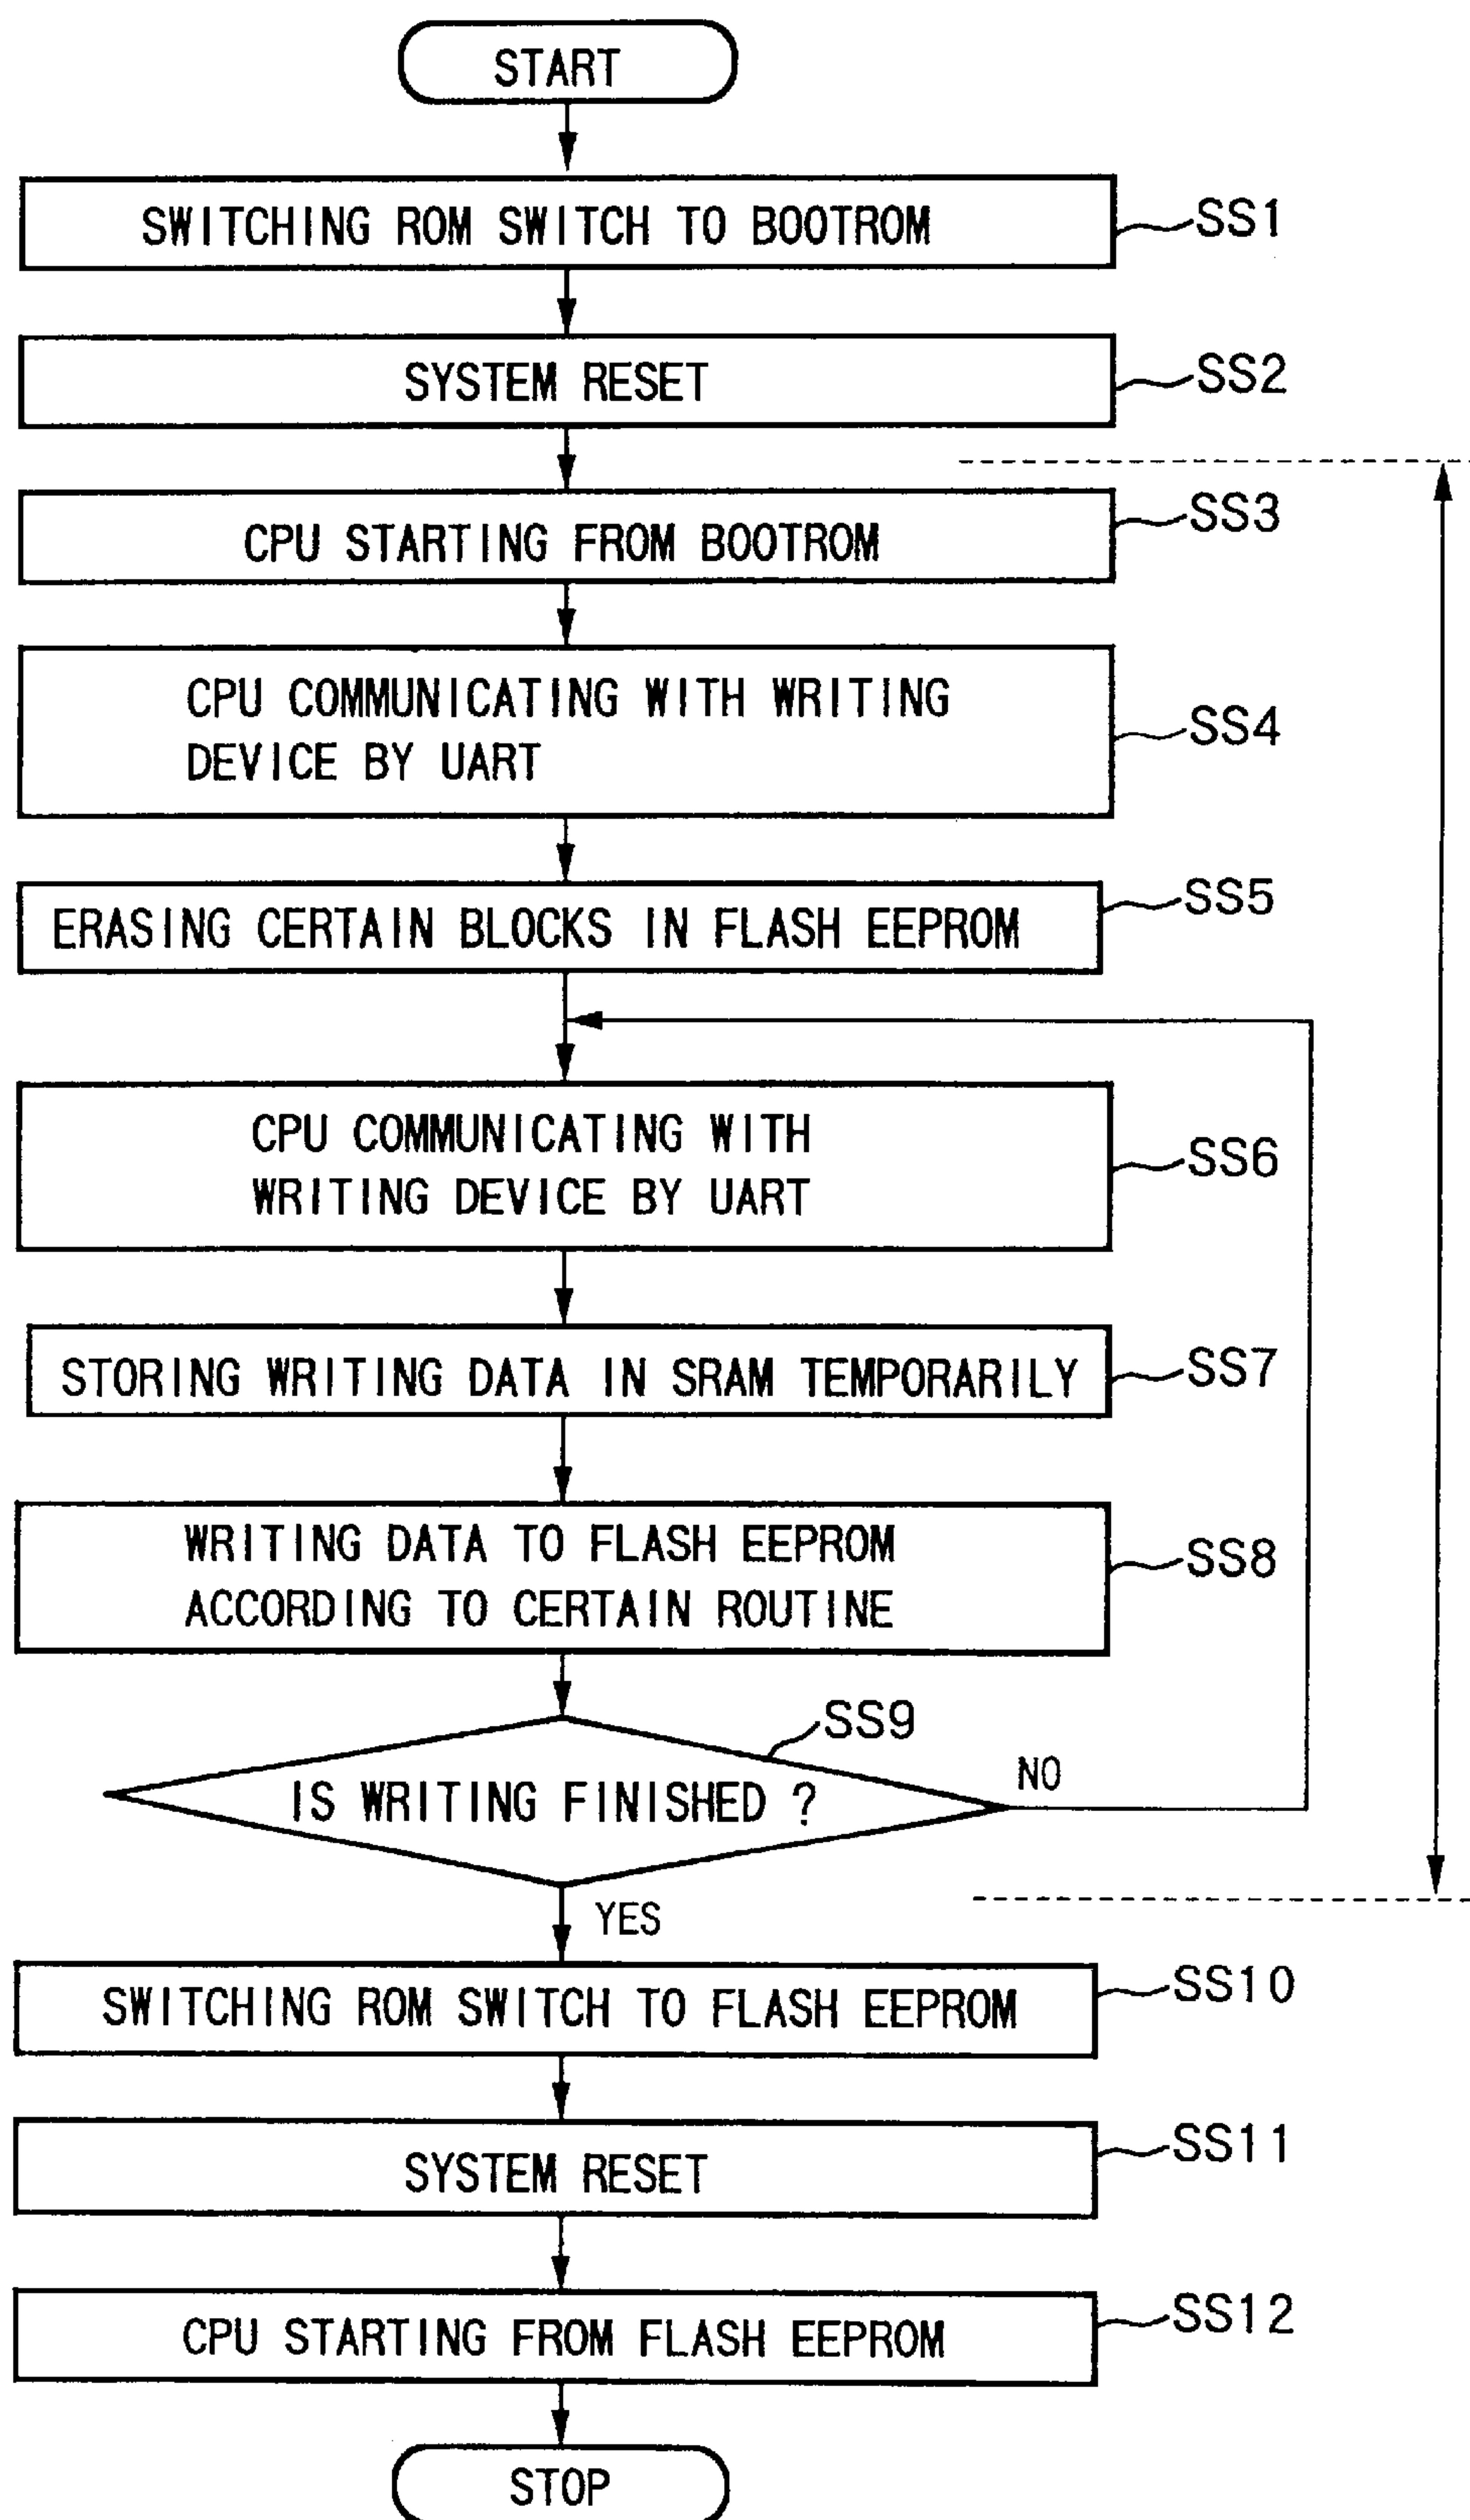 START
SWITCHING ROM SWITCH TO BOOTROM
SS1
SYSTEM RESET
SS2
CPU STARTING FROM BOOTROM
SS3
CPU COMMUNICATING WITH WRITING
DEVICE BY UART
SS4
ERASING CERTAIN BLOCKS IN FLASH EEPROM
SS5
CPU COMMUNICATING WITH
WRITING DEVICE BY UART
SS6
STORING WRITING DATA IN SRAM TEMPORARILY
SS7
WRITING DATA TO FLASH EEPROM
ACCORDING TO CERTAIN ROUTINE
SS8
SS9
IS WRITING FINISHED ?
NO
YES
SWITCHING ROM SWITCH TO FLASH EEPROM
SS10
SYSTEM RESET
SS11
CPU STARTING FROM FLASH EEPROM
SS12
STOP